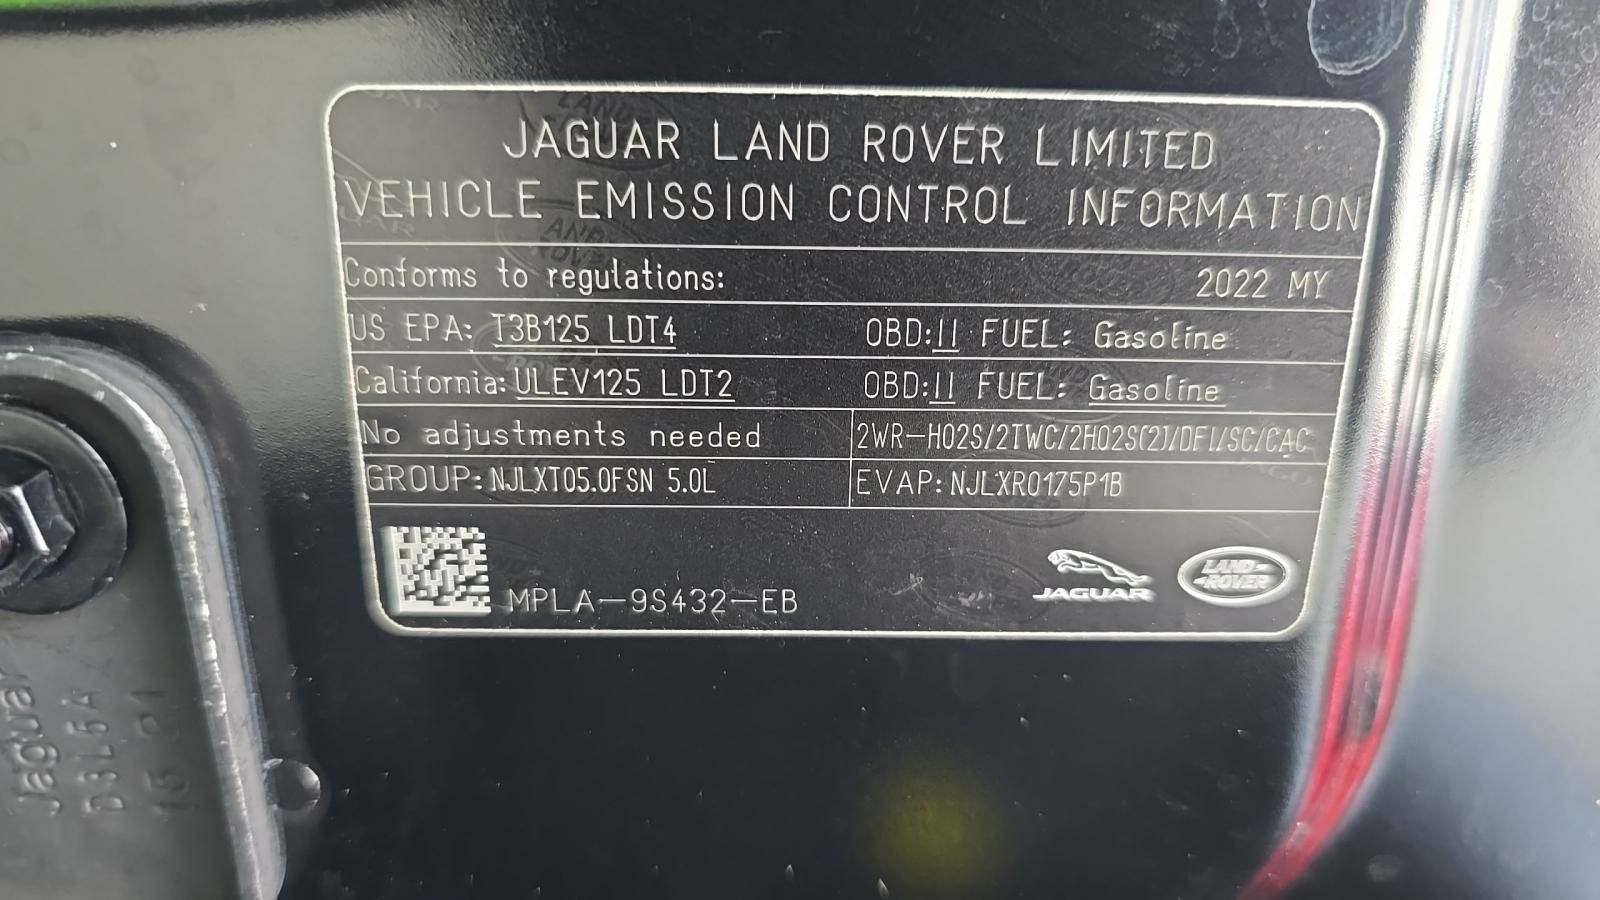 JAGUAR LAND ROVER LIMITED
VEHICLE EMISSION CONTROL INFORMATION
Conforms to regulations: 2022 MY
US EPA: T3B125 LDT4 OBD:II FUEL: Gasoline
California: ULEV125 LDT2 OBD:II FUEL: Gasoline
No adjustments needed 2WR-HO2S/2TWC/2HO2S(2)/DFI/SC/CAC
GROUP: NJLXT05.0FSN 5.0L EVAP: NJLXR0175P1B
MPLA-9S432-EB
JAGUAR
LAND-
-ROVER
Jaguar